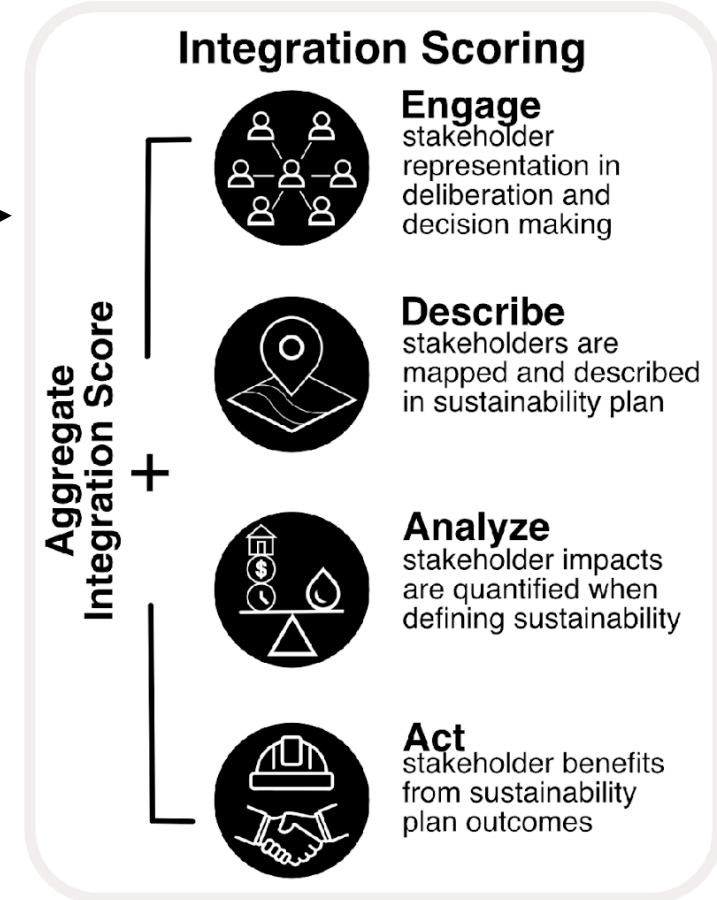 Integration Scoring
Engage
stakeholder
representation in
deliberation and
decision making
Describe
stakeholders are
mapped and described
in sustainability plan
Aggregate
Integration Score
+
Analyze
$
stakeholder impacts
are quantified when
defining sustainability
Act
stakeholder benefits
from sustainability
plan outcomes